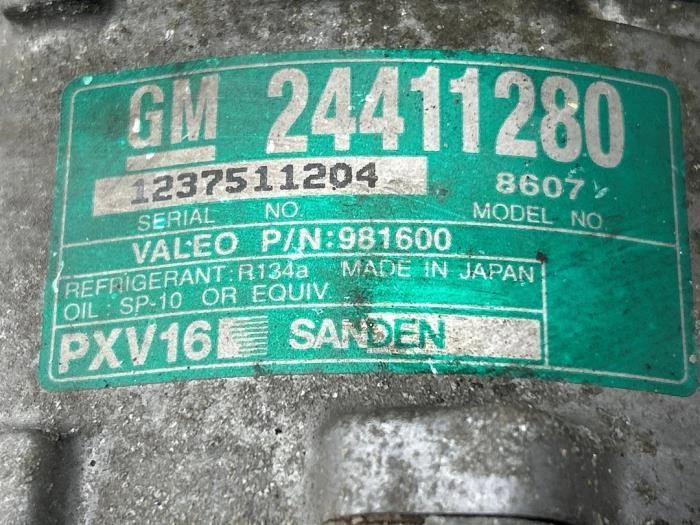 GM 24411280
1237511204 8607
SERIAL NO. MODEL NO.
VALEO P/N:981600
REFRIGERANT:R134a MADE IN JAPAN
OIL : SP-10 OR EQUIV
PXV16 SANDEN